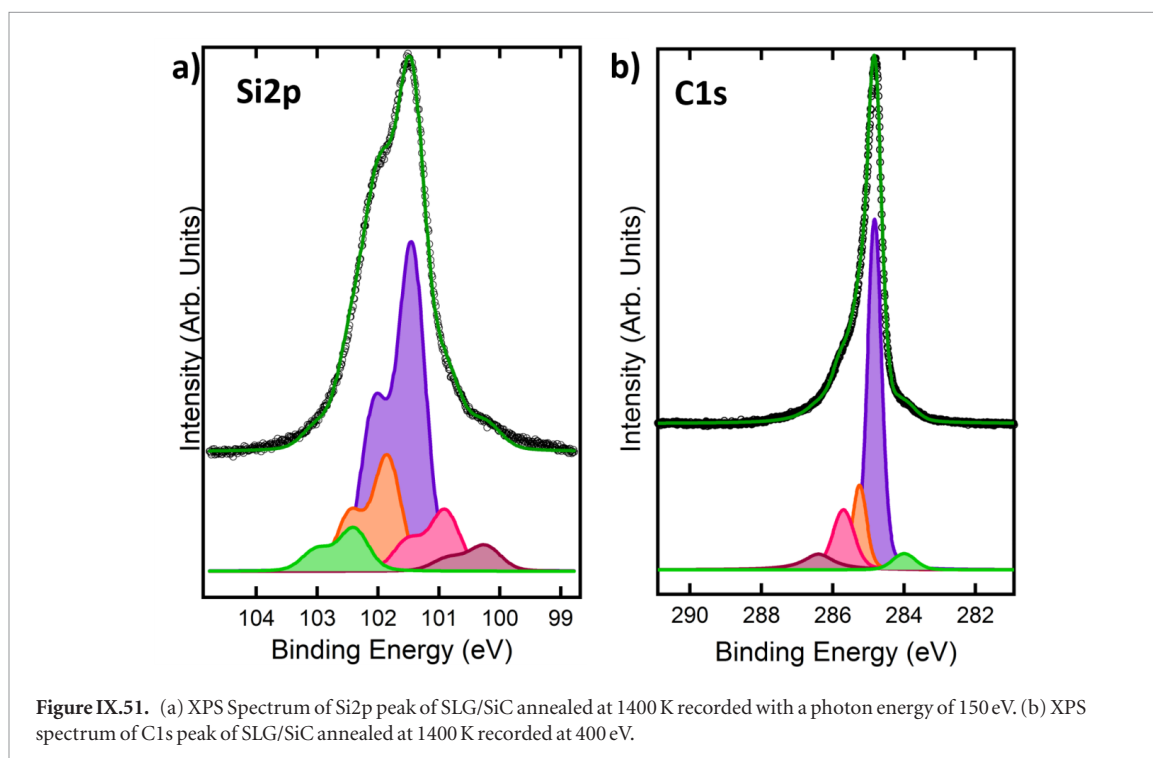 a)
Si2p
Intensity (Arb. Units)
104 103 102 101 100 99
Binding Energy (eV)
b)
C1s
Intensity (Arb. Units)
290 288 286 284 282
Binding Energy (eV)
Figure IX.51. (a) XPS Spectrum of Si2p peak of SLG/SiC annealed at 1400 K recorded with a photon energy of 150 eV. (b) XPS
spectrum of C1s peak of SLG/SiC annealed at 1400 K recorded at 400 eV.